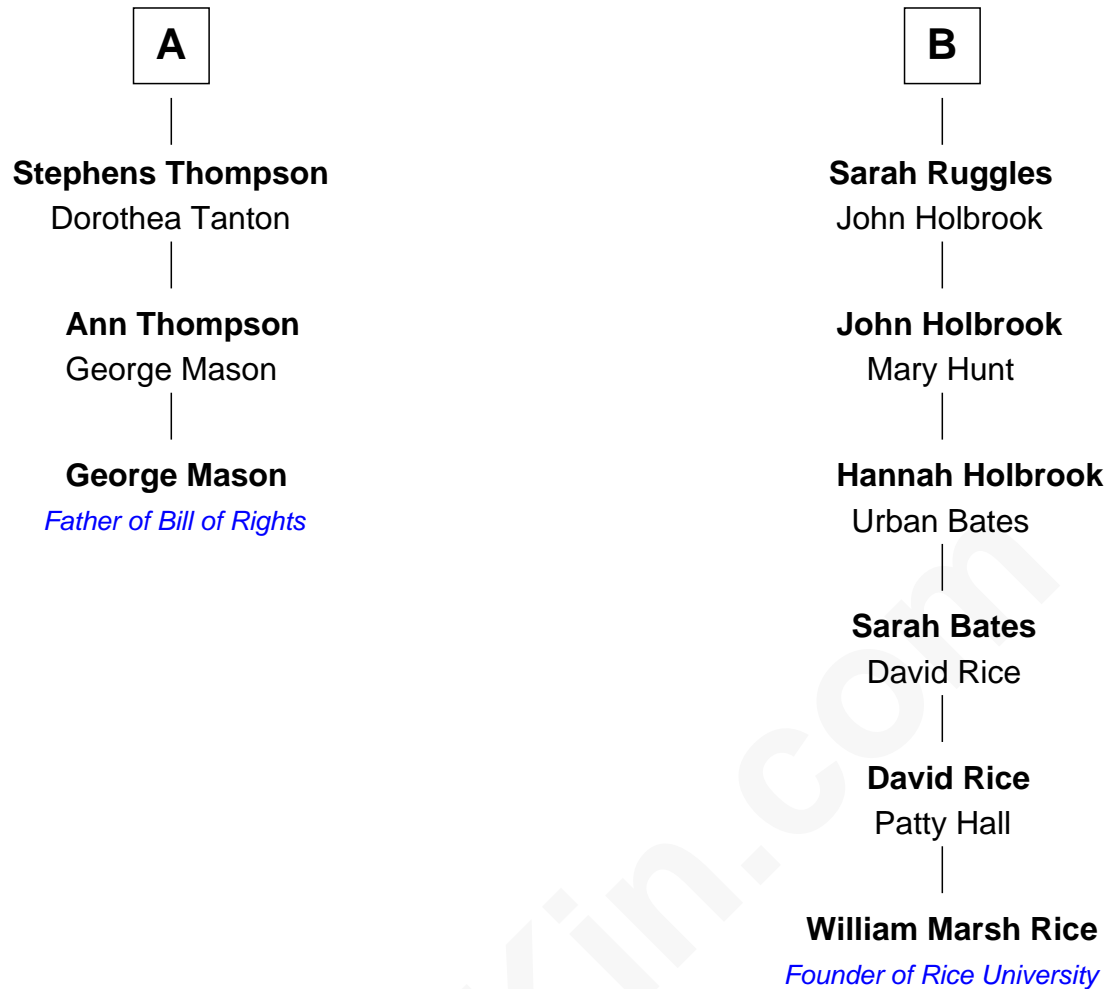 A
Stephens Thompson
Dorothea Tanton
Ann Thompson
George Mason
George Mason
Father of Bill of Rights
B
Sarah Ruggles
John Holbrook
John Holbrook
Mary Hunt
Hannah Holbrook
Urban Bates
Sarah Bates
David Rice
David Rice
Patty Hall
William Marsh Rice
Founder of Rice University